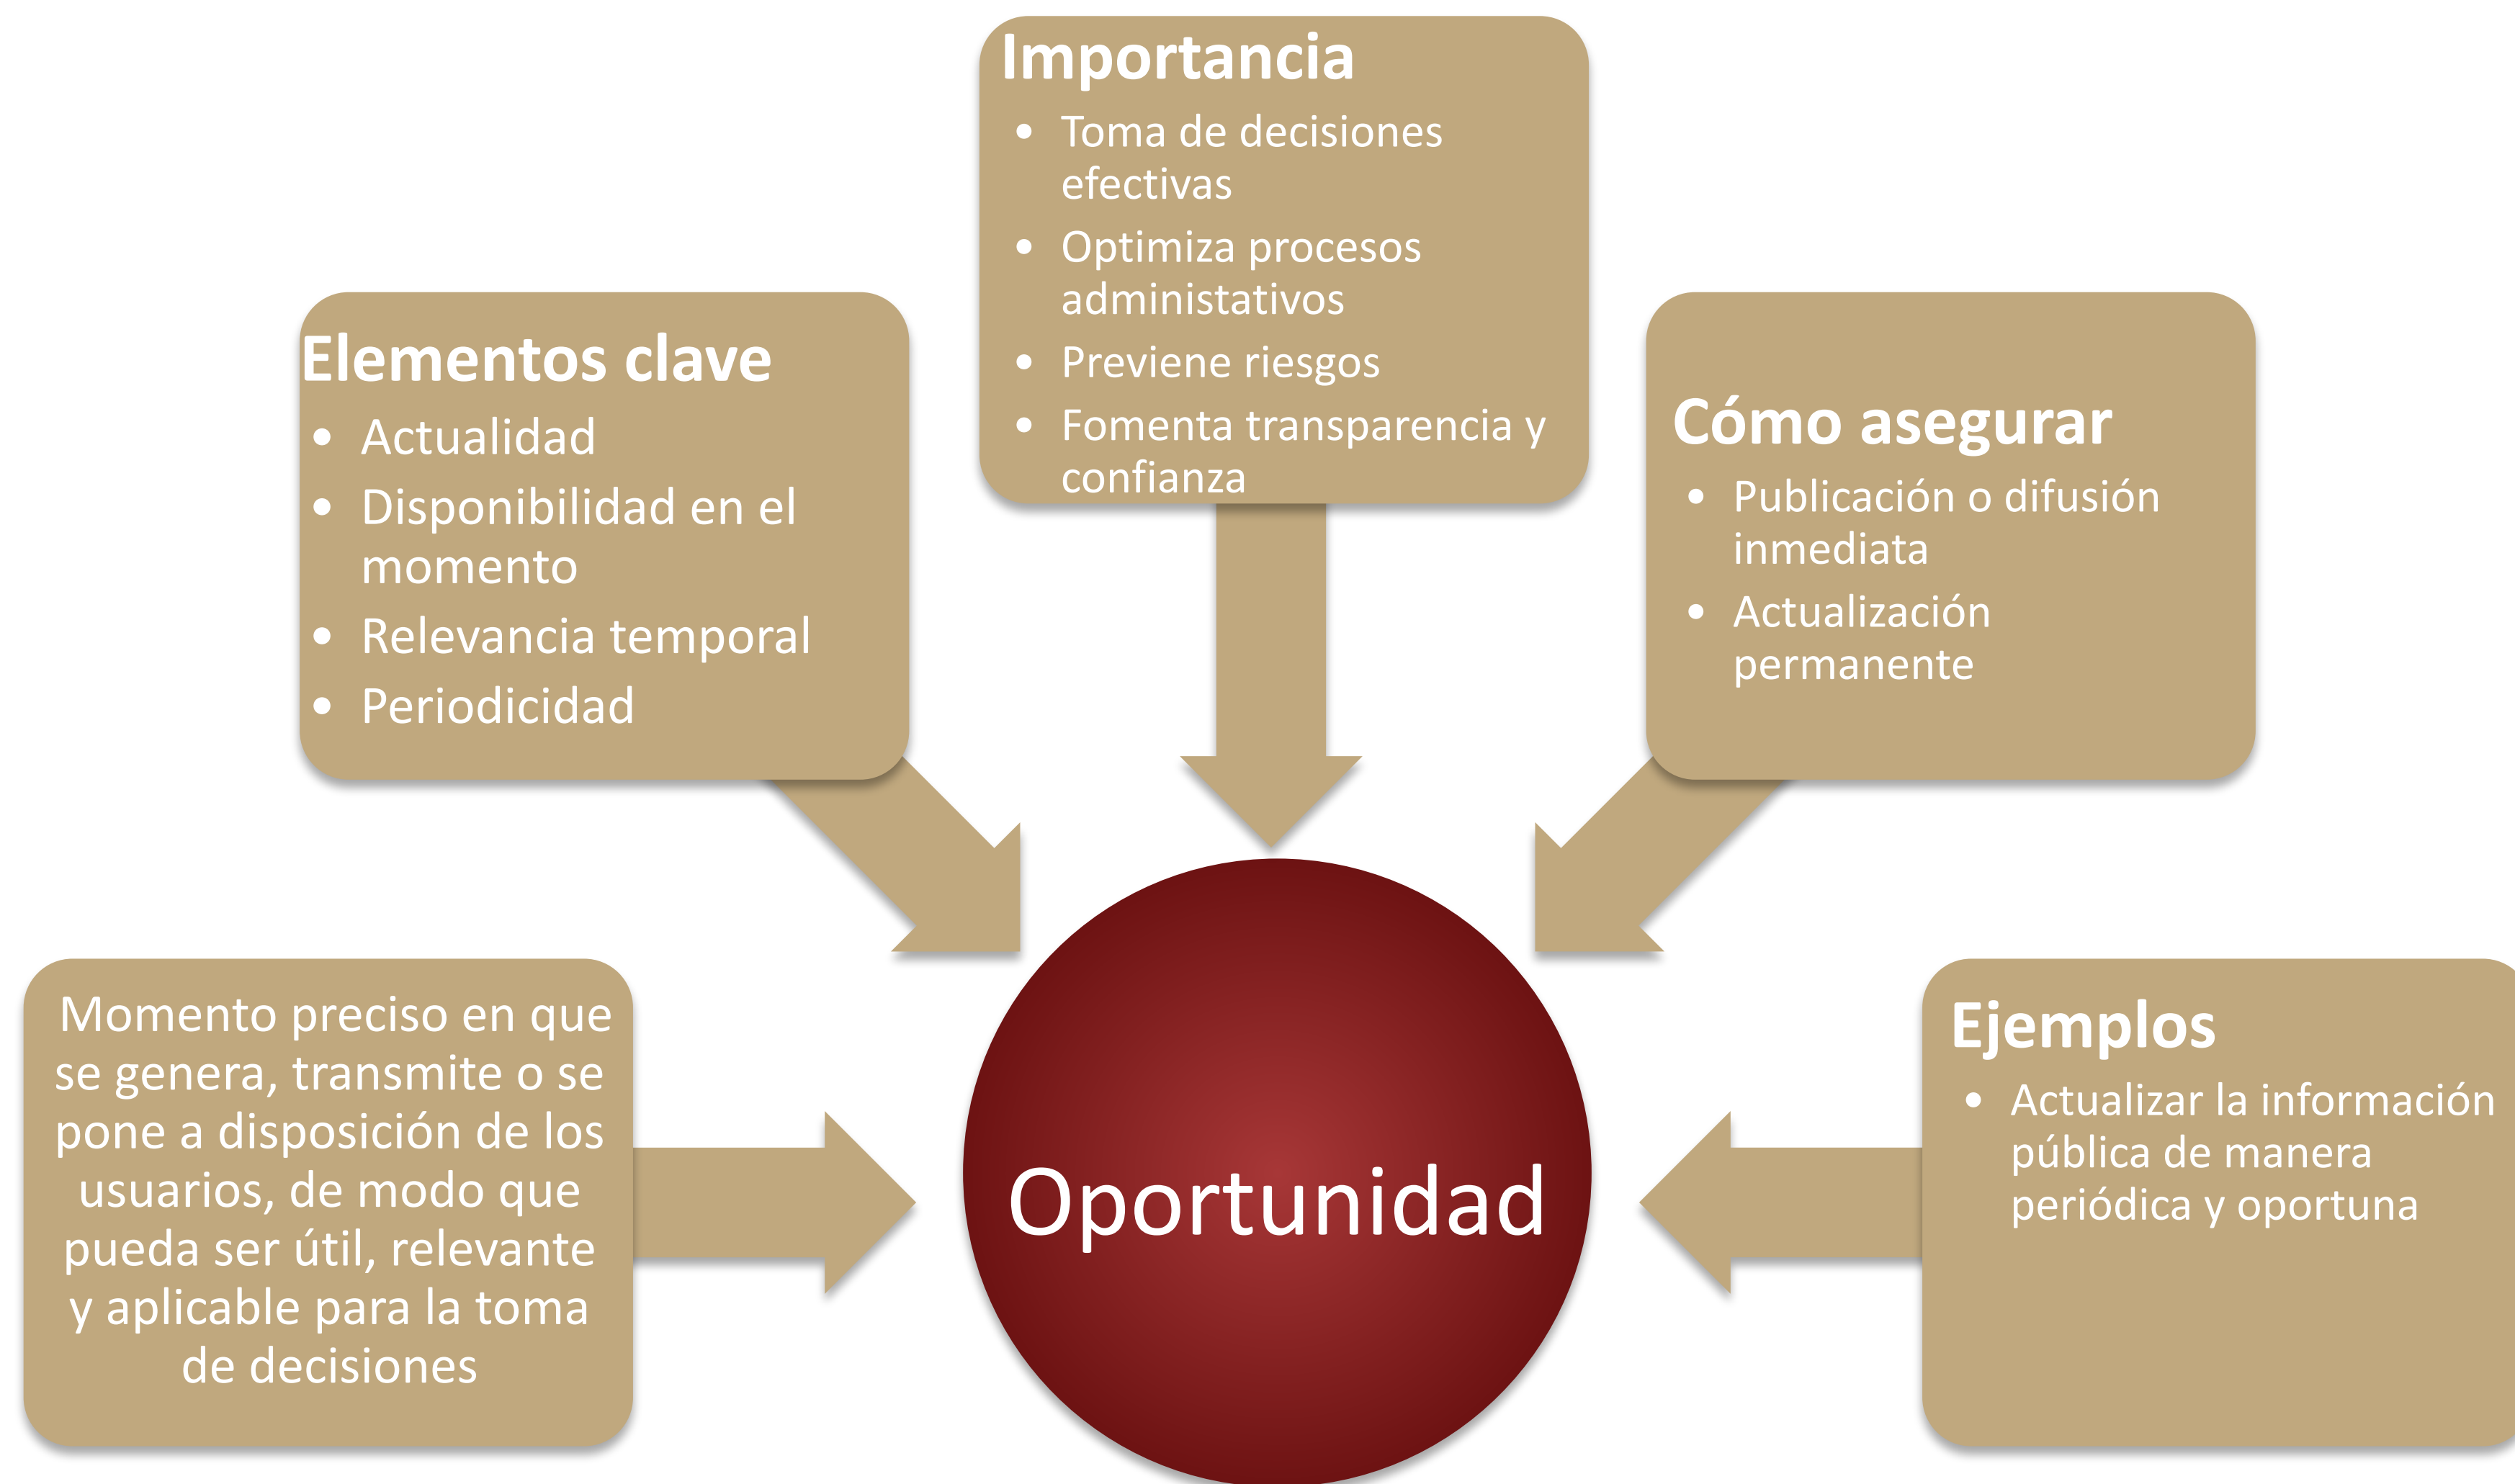 Importancia
• Toma de decisiones
efectivas
• Optimiza procesos
administativos
• Previene riesgos
• Fomenta transparencia y
confianza
Elementos clave
• Actualidad
• Disponibilidad en el
momento
• Relevancia temporal
• Periodicidad
Cómo asegurar
• Publicación o difusión
inmediata
• Actualización
permanente
Momento preciso en que
se genera, transmite o se
pone a disposición de los
usuarios, de modo que
pueda ser útil, relevante
y aplicable para la toma
de decisiones
Oportunidad
Ejemplos
• Actualizar la información
pública de manera
periódica y oportuna